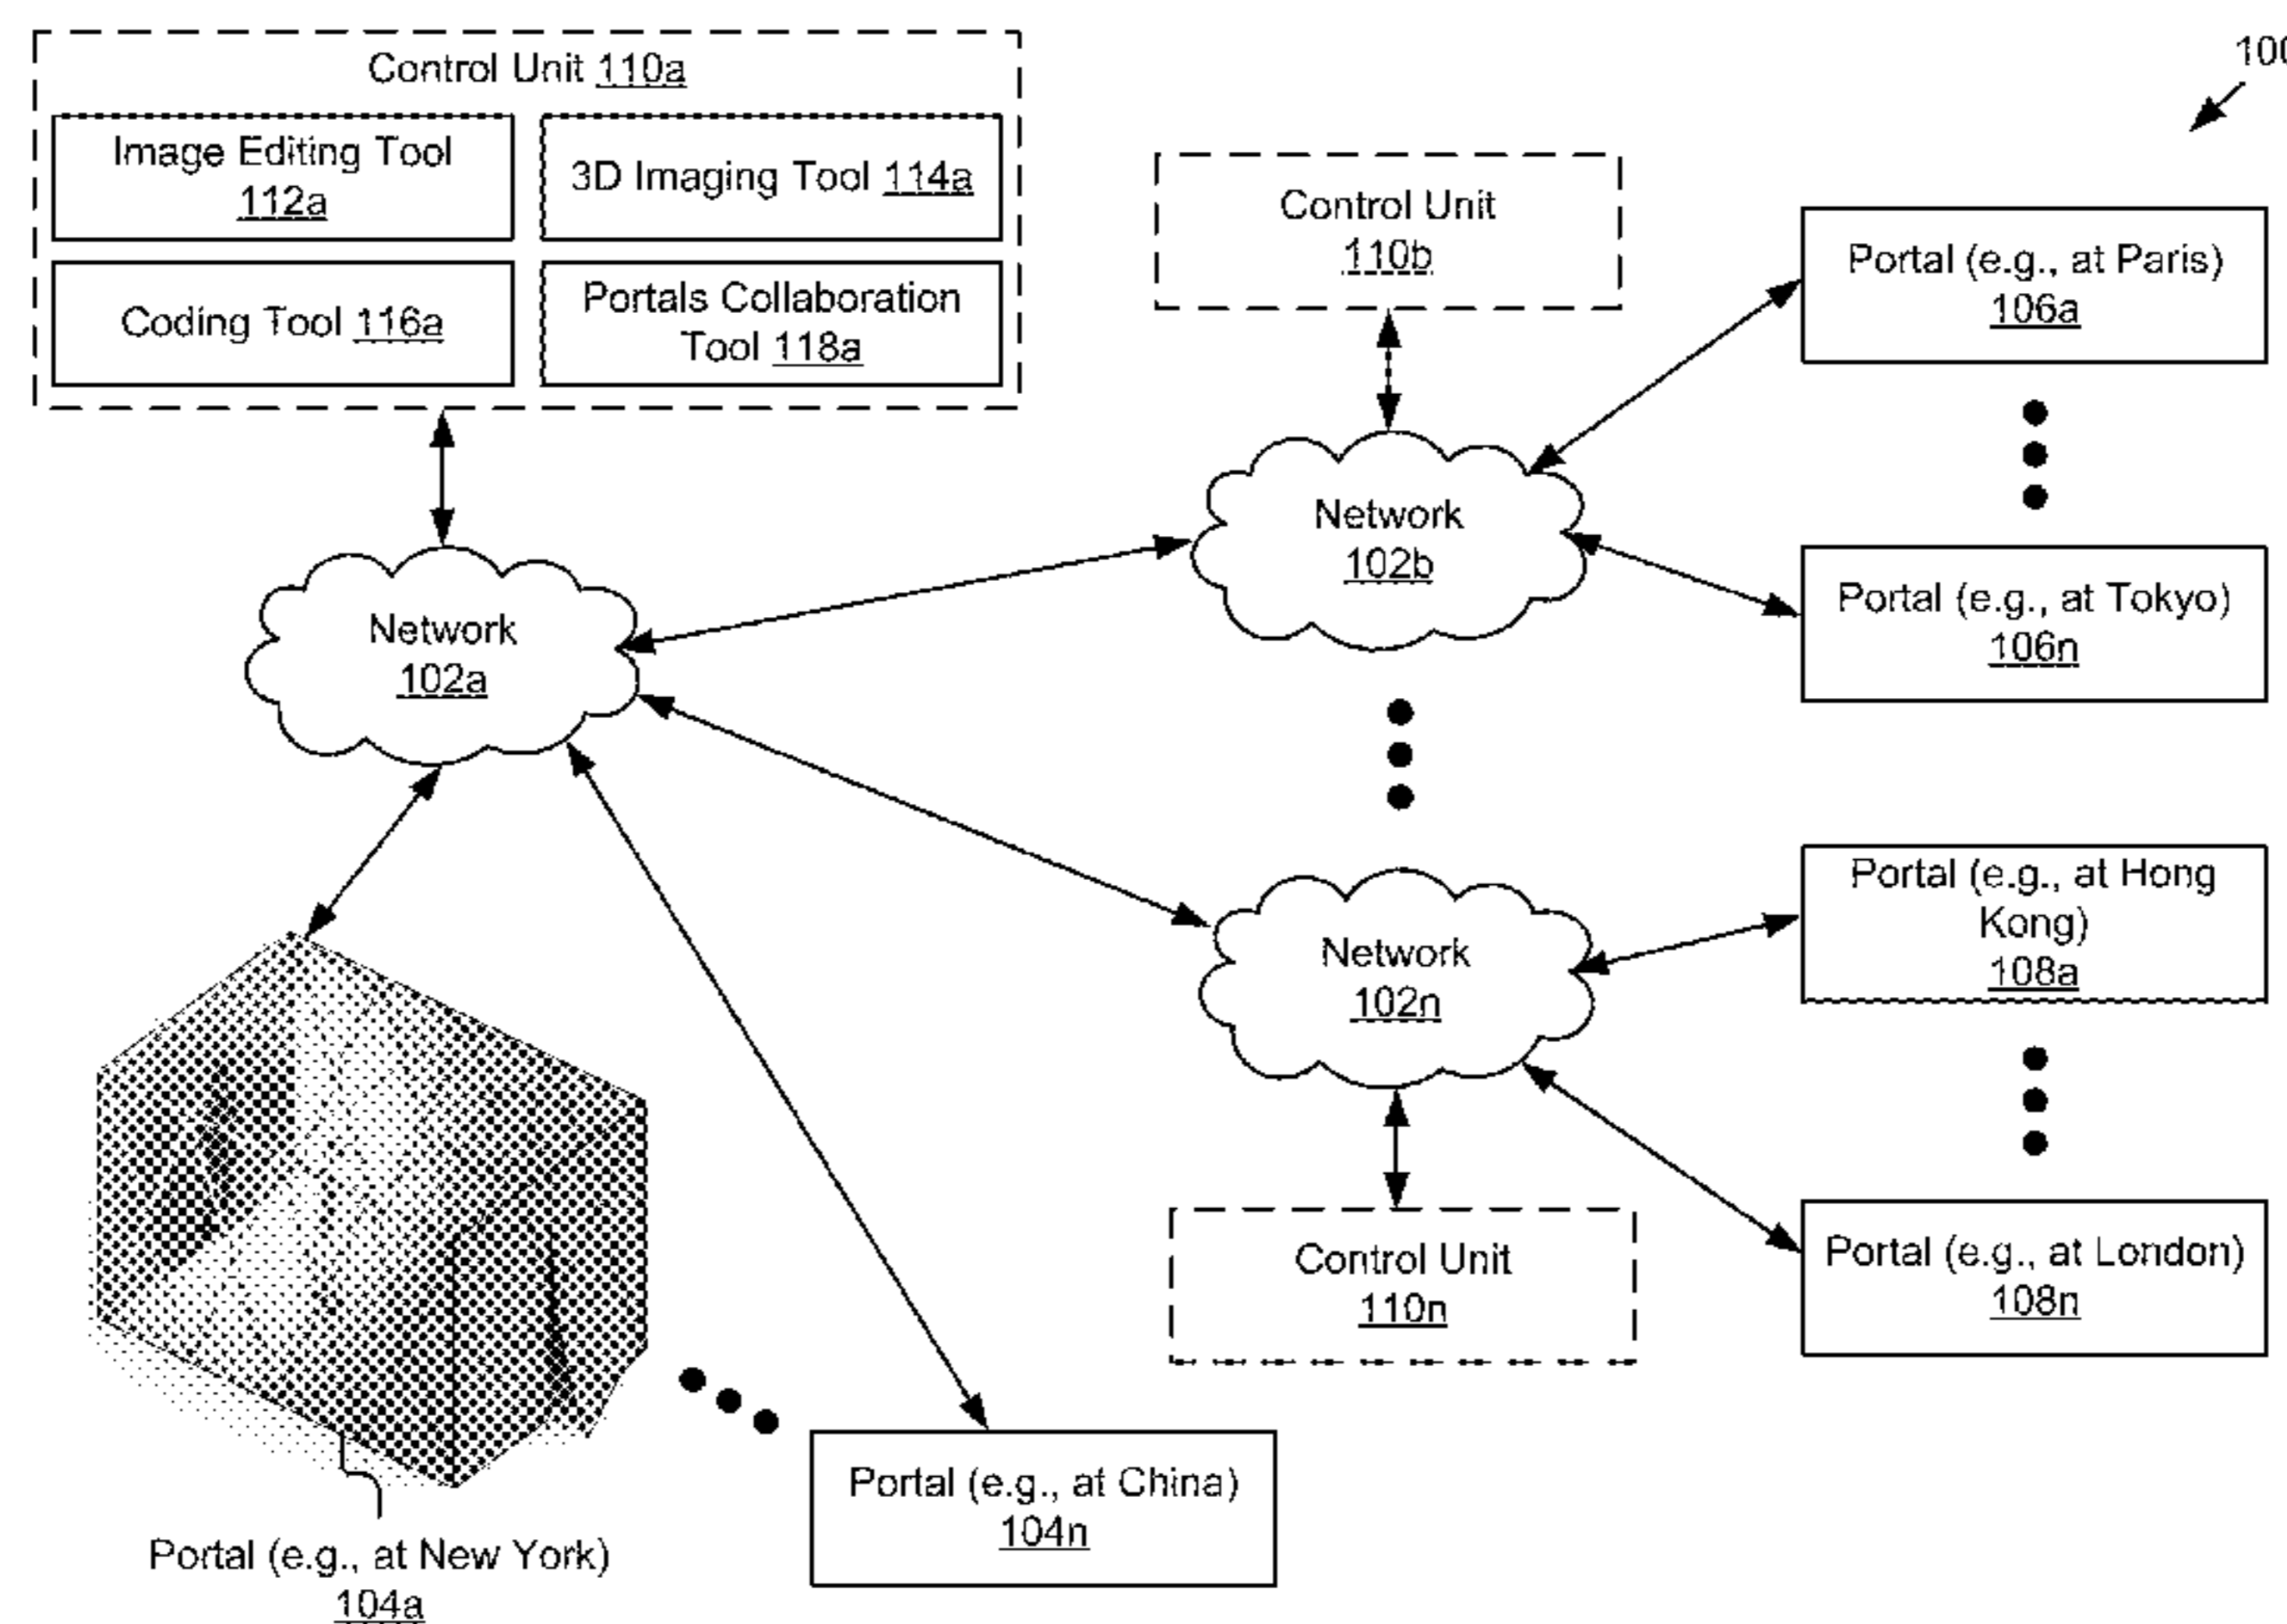 Control Unit 110a
Image Editing Tool
112a
3D Imaging Tool 114a
Coding Tool 116a
Portals Collaboration
Tool 118a
100
Control Unit
110b
Portal (e.g., at Paris)
106a
Network
102b
Portal (e.g., at Tokyo)
106n
Network
102a
Portal (e.g., at Hong
Kong)
108a
Network
102n
Control Unit
110n
Portal (e.g., at London)
108n
Portal (e.g., at China)
104n
Portal (e.g., at New York)
104a